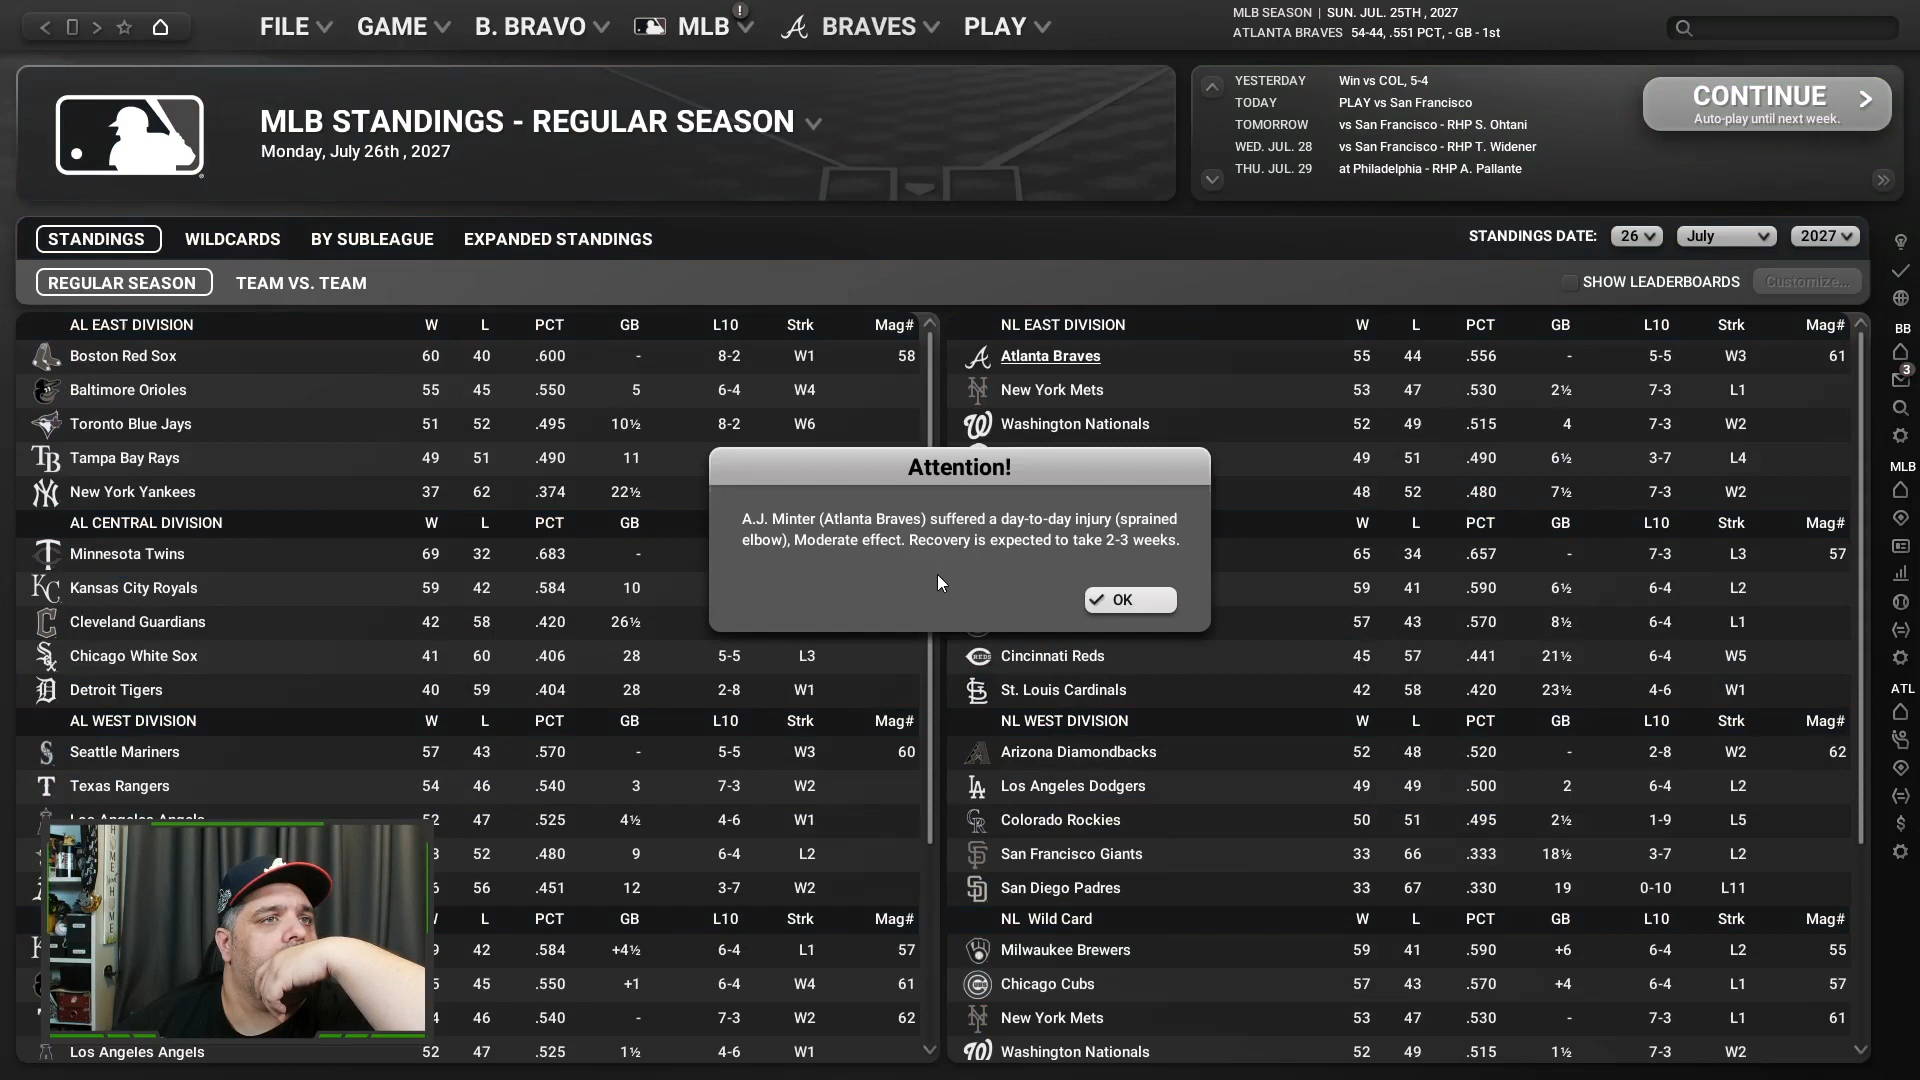 FILE GAME B. BRAVO MLB ! BRAVES PLAY
MLB SEASON | SUN. JUL. 25TH , 2027
ATLANTA BRAVES 54-44, .551 PCT, - GB - 1st
MLB STANDINGS - REGULAR SEASON
Monday, July 26th , 2027
YESTERDAY Win vs COL, 5-4
TODAY PLAY vs San Francisco
TOMORROW vs San Francisco - RHP S. Ohtani
WED. JUL. 28 vs San Francisco - RHP T. Widener
THU. JUL. 29 at Philadelphia - RHP A. Pallante
CONTINUE
Auto-play until next week.
STANDINGS WILDCARDS BY SUBLEAGUE EXPANDED STANDINGS
STANDINGS DATE: 26 July 2027
REGULAR SEASON TEAM VS. TEAM
SHOW LEADERBOARDS Customize...
AL EAST DIVISION W L PCT GB L10 Strk Mag#
Boston Red Sox 60 40 .600 - 8-2 W1 58
Baltimore Orioles 55 45 .550 5 6-4 W4
Toronto Blue Jays 51 52 .495 10½ 8-2 W6
Tampa Bay Rays 49 51 .490 11
New York Yankees 37 62 .374 22½
AL CENTRAL DIVISION W L PCT GB
Minnesota Twins 69 32 .683 -
Kansas City Royals 59 42 .584 10
Cleveland Guardians 42 58 .420 26½
Chicago White Sox 41 60 .406 28 5-5 L3
Detroit Tigers 40 59 .404 28 2-8 W1
AL WEST DIVISION W L PCT GB L10 Strk Mag#
Seattle Mariners 57 43 .570 - 5-5 W3 60
Texas Rangers 54 46 .540 3 7-3 W2
Los Angeles Angels 52 47 .525 4½ 4-6 W1
8 52 .480 9 6-4 L2
6 56 .451 12 3-7 W2
W L PCT GB L10 Strk Mag#
9 42 .584 +4½ 6-4 L1 57
5 45 .550 +1 6-4 W4 61
4 46 .540 - 7-3 W2 62
Los Angeles Angels 52 47 .525 1½ 4-6 W1
Attention!
A.J. Minter (Atlanta Braves) suffered a day-to-day injury (sprained
elbow), Moderate effect. Recovery is expected to take 2-3 weeks.
OK
NL EAST DIVISION W L PCT GB L10 Strk Mag#
Atlanta Braves 55 44 .556 - 5-5 W3 61
New York Mets 53 47 .530 2½ 7-3 L1
Washington Nationals 52 49 .515 4 7-3 W2
49 51 .490 6½ 3-7 L4
48 52 .480 7½ 7-3 W2
W L PCT GB L10 Strk Mag#
65 34 .657 - 7-3 L3 57
59 41 .590 6½ 6-4 L2
57 43 .570 8½ 6-4 L1
Cincinnati Reds 45 57 .441 21½ 6-4 W5
St. Louis Cardinals 42 58 .420 23½ 4-6 W1
NL WEST DIVISION W L PCT GB L10 Strk Mag#
Arizona Diamondbacks 52 48 .520 - 2-8 W2 62
Los Angeles Dodgers 49 49 .500 2 6-4 L2
Colorado Rockies 50 51 .495 2½ 1-9 L5
San Francisco Giants 33 66 .333 18½ 3-7 L2
San Diego Padres 33 67 .330 19 0-10 L11
NL Wild Card W L PCT GB L10 Strk Mag#
Milwaukee Brewers 59 41 .590 +6 6-4 L2 55
Chicago Cubs 57 43 .570 +4 6-4 L1 57
New York Mets 53 47 .530 - 7-3 L1 61
Washington Nationals 52 49 .515 1½ 7-3 W2
BB
3
MLB
ATL